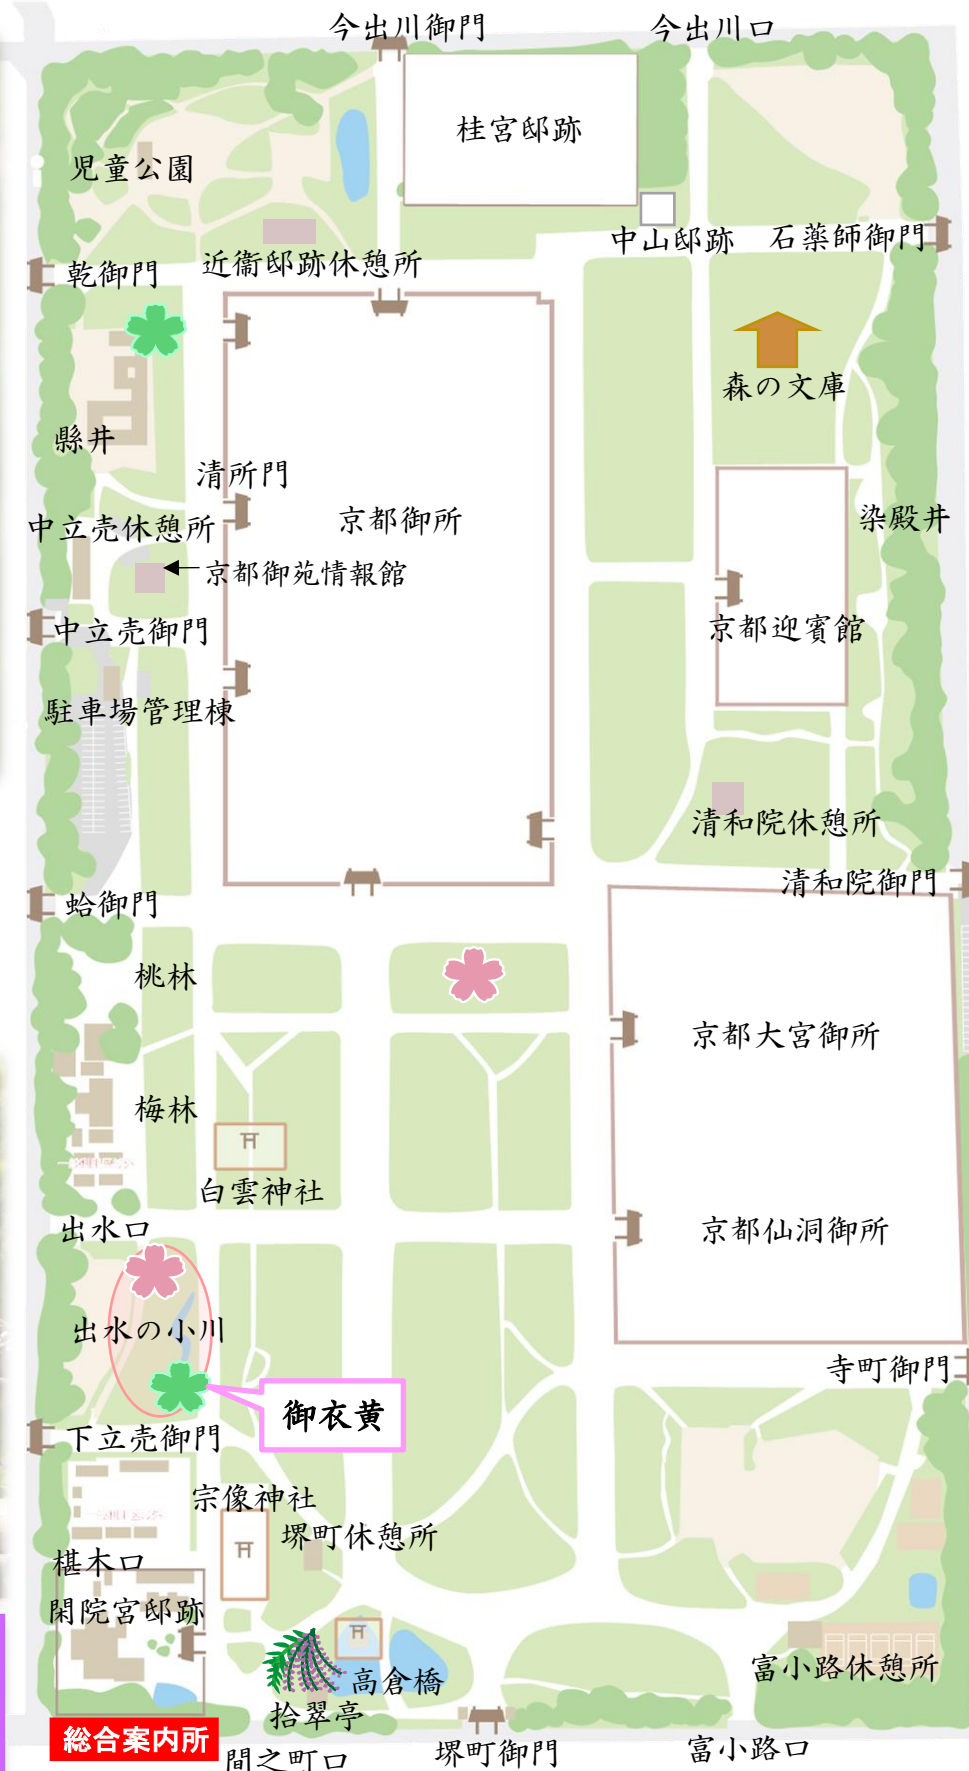 今出川御門
今出川口
桂宮邸跡
児童公園
中山邸跡
石薬師御門
近衞邸跡休憩所
乾御門
森の文庫
縣井
清所門
京都御所
染殿井
中立売休憩所
京都御苑情報館
中立売御門
京都迎賓館
駐車場管理棟
清和院休憩所
清和院御門
蛤御門
桃林
京都大宮御所
梅林
白雲神社
出水口
京都仙洞御所
出水の小川
寺町御門
御衣黄
下立売御門
宗像神社
堺町休憩所
椹木口
閑院宮邸跡
富小路休憩所
高倉橋
拾翠亭
総合案内所
間之町口
堺町御門
富小路口